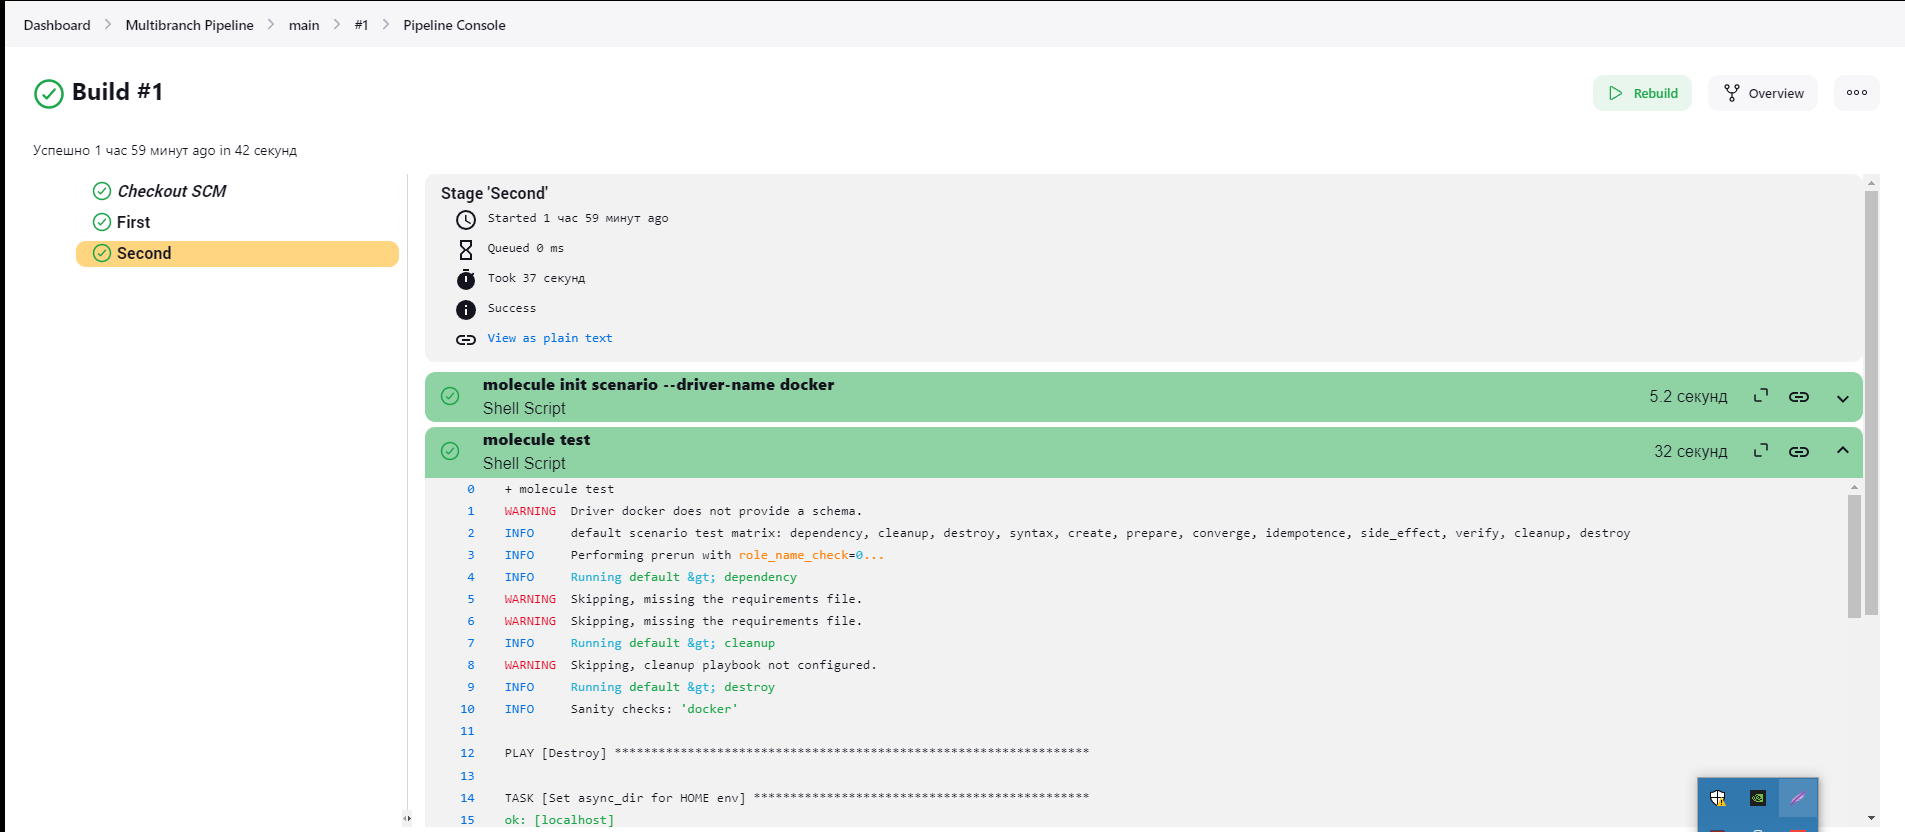 Dashboard > Multibranch Pipeline > main > #1 > Pipeline Console
Build #1
Rebuild
Overview
Успешно 1 час 59 минут ago in 42 секунд
Checkout SCM
First
Second
Stage 'Second'
Started 1 час 59 минут ago
Queued 0 ms
Took 37 секунд
Success
View as plain text
molecule init scenario --driver-name docker
Shell Script
5.2 секунд
molecule test
Shell Script
32 секунд
0 + molecule test
1 WARNING Driver docker does not provide a schema.
2 INFO default scenario test matrix: dependency, cleanup, destroy, syntax, create, prepare, converge, idempotence, side_effect, verify, cleanup, destroy
3 INFO Performing prerun with role_name_check=0...
4 INFO Running default &gt; dependency
5 WARNING Skipping, missing the requirements file.
6 WARNING Skipping, missing the requirements file.
7 INFO Running default &gt; cleanup
8 WARNING Skipping, cleanup playbook not configured.
9 INFO Running default &gt; destroy
10 INFO Sanity checks: 'docker'
11
12 PLAY [Destroy] *****************************************************************
13
14 TASK [Set async_dir for HOME env] **********************************************
15 ok: [localhost]